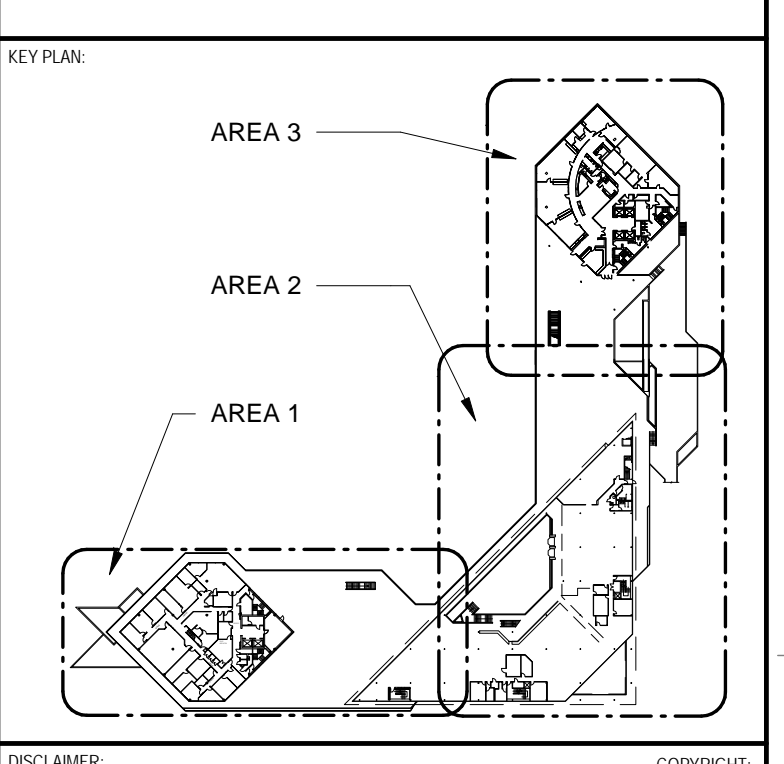 KEY PLAN:
AREA 3
AREA 2
AREA 1
DISCLAIMER:
COPYRIGHT: